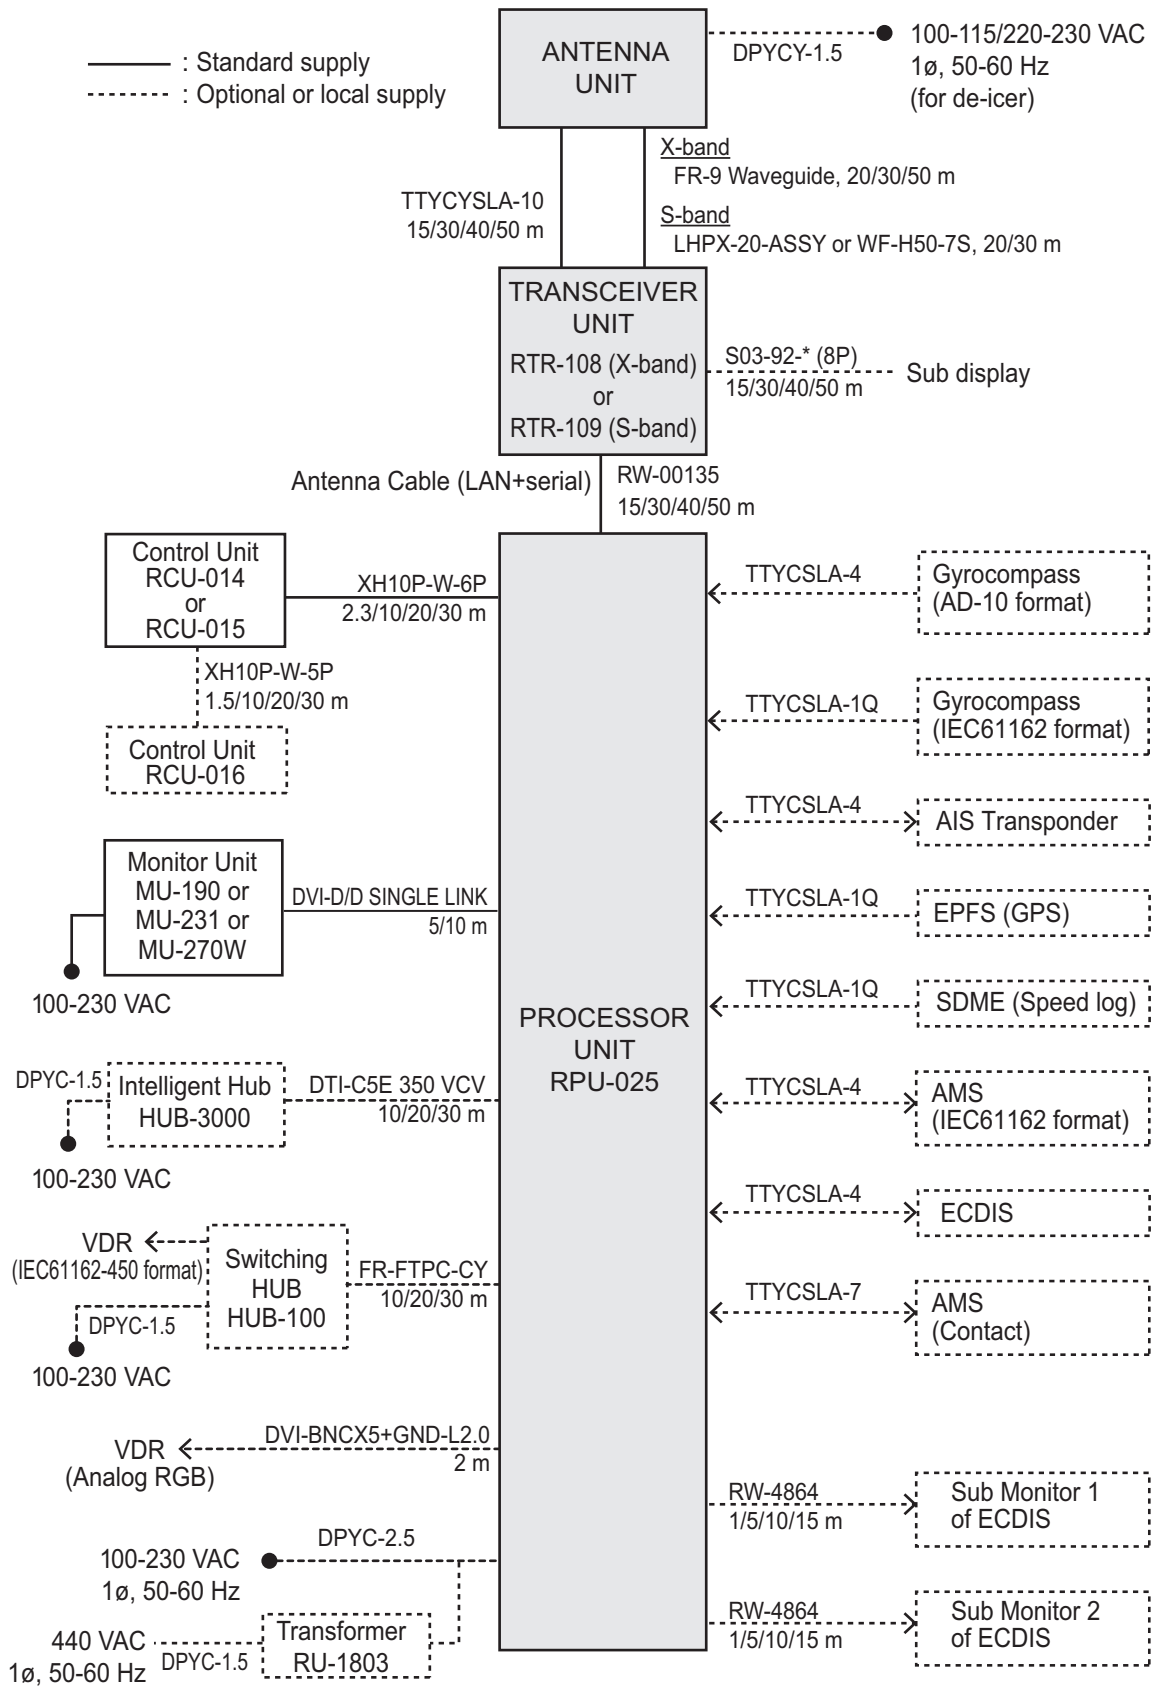 ANTENNA
UNIT
DPYCY-1.5
100-115/220-230 VAC
1ø, 50-60 Hz
(for de-icer)
: Standard supply
: Optional or local supply
X-band
FR-9 Waveguide, 20/30/50 m
S-band
LHPX-20-ASSY or WF-H50-7S, 20/30 m
TTYCYSLA-10
15/30/40/50 m
TRANSCEIVER
UNIT
RTR-108 (X-band)
or
RTR-109 (S-band)
S03-92-* (8P)
15/30/40/50 m
Sub display
Antenna Cable (LAN+serial)
RW-00135
15/30/40/50 m
Control Unit
RCU-014
or
RCU-015
XH10P-W-6P
2.3/10/20/30 m
XH10P-W-5P
1.5/10/20/30 m
Control Unit
RCU-016
Monitor Unit
MU-190 or
MU-231 or
MU-270W
DVI-D/D SINGLE LINK
5/10 m
100-230 VAC
DPYC-1.5
Intelligent Hub
HUB-3000
DTI-C5E 350 VCV
10/20/30 m
100-230 VAC
VDR
(IEC61162-450 format)
Switching
HUB
HUB-100
FR-FTPC-CY
10/20/30 m
DPYC-1.5
100-230 VAC
DVI-BNCX5+GND-L2.0
2 m
VDR
(Analog RGB)
DPYC-2.5
100-230 VAC
1ø, 50-60 Hz
Transformer
RU-1803
440 VAC
1ø, 50-60 Hz
DPYC-1.5
PROCESSOR
UNIT
RPU-025
TTYCSLA-4
Gyrocompass
(AD-10 format)
TTYCSLA-1Q
Gyrocompass
(IEC61162 format)
TTYCSLA-4
AIS Transponder
TTYCSLA-1Q
EPFS (GPS)
TTYCSLA-1Q
SDME (Speed log)
TTYCSLA-4
AMS
(IEC61162 format)
TTYCSLA-4
ECDIS
TTYCSLA-7
AMS
(Contact)
RW-4864
1/5/10/15 m
Sub Monitor 1
of ECDIS
RW-4864
1/5/10/15 m
Sub Monitor 2
of ECDIS